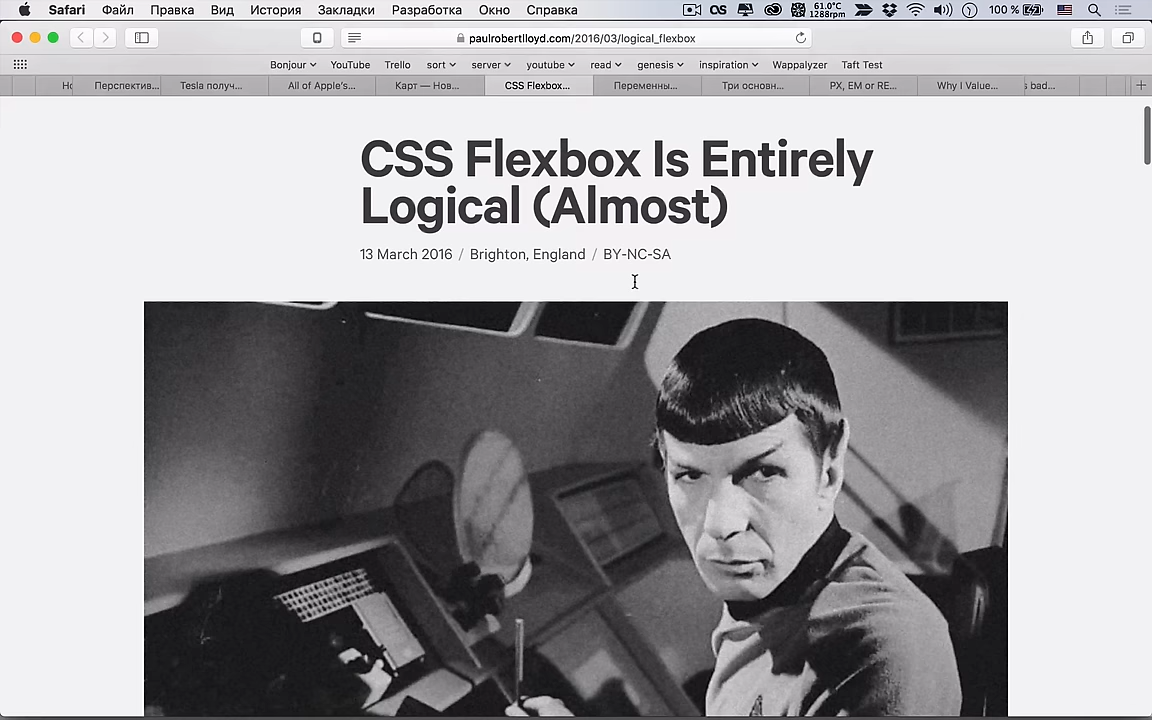 Safari Файл Правка Вид История Закладки Разработка Окно Справка 61.0°C 100 %
1288rpm
paulrobertlloyd.com/2016/03/logical_flexbox
Bonjour YouTube Trello sort server youtube read genesis inspiration Wappalyzer Taft Test
Перспектив... Tesla получ... All of Apple's... Карт — Нов... CSS Flexbox... Переменны... Три основн... PX, EM or RE... Why I Value... bad...
CSS Flexbox Is Entirely
Logical (Almost)
13 March 2016 / Brighton, England / BY-NC-SA